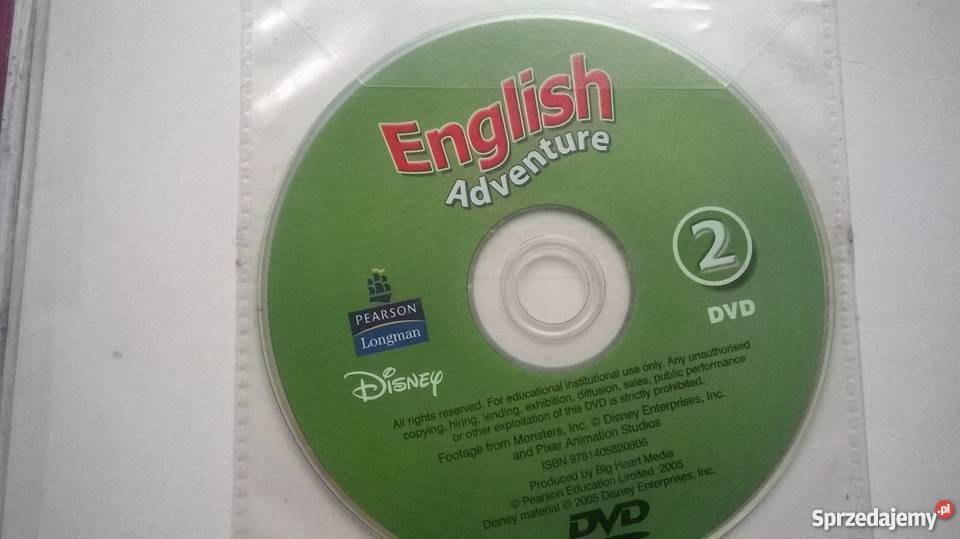 English
Adventure
2
DVD
PEARSON
Longman
Disney
All rights reserved. For educational institutional use only. Any unauthorised
copying, hiring, lending, exhibition, diffusion, sales, public performance
or other exploitation of this DVD is strictly prohibited.
Footage from Monsters, Inc. © Disney Enterprises, Inc.
and Pixar Animation Studios
ISBN 9781405820806
Produced by Big Heart Media
© Pearson Education Limited 2005
Disney material © 2005 Disney Enterprises, Inc.
DVD
Sprzedajemy.pl